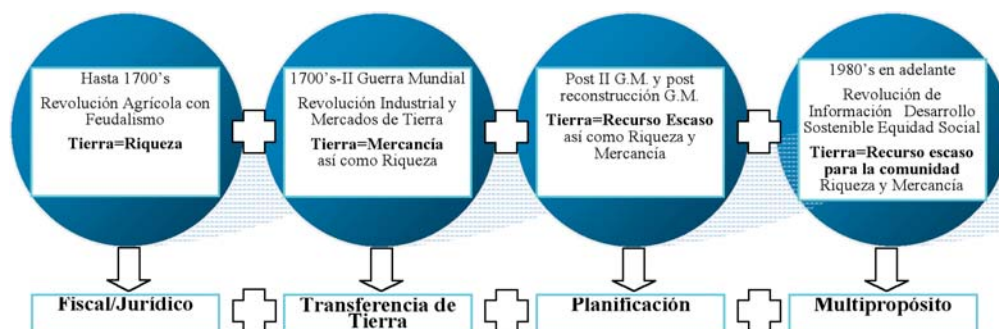 Hasta 1700's
Revolución Agrícola con
Feudalismo
Tierra=Riqueza
1700's-II Guerra Mundial
Revolución Industrial y
Mercados de Tierra
Tierra=Mercancía
así como Riqueza
Post II G.M. y post
reconstrucción G.M.
Tierra=Recurso Escaso
así como Riqueza y
Mercancía
1980's en adelante
Revolución de
Información Desarrollo
Sostenible Equidad Social
Tierra=Recurso escaso
para la comunidad
Riqueza y Mercancía
Fiscal/Jurídico
Transferencia de
Tierra
Planificación
Multipropósito